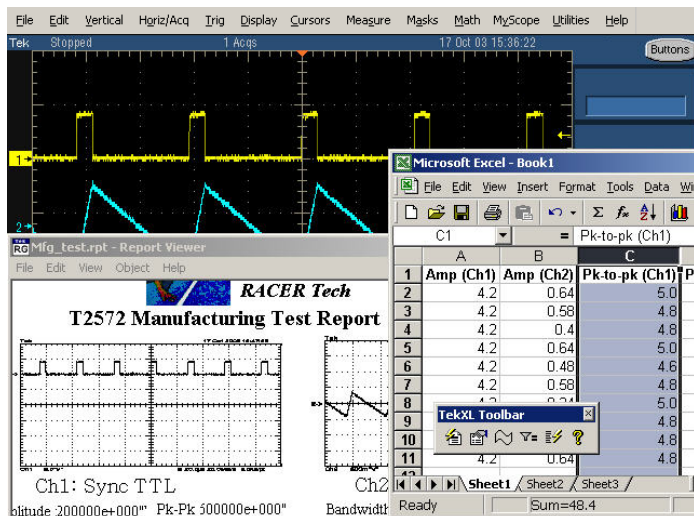 File Edit Vertical Horiz/Acq Trig Display Cursors Measure Masks Math MyScope Utilities Help
Tek Stopped 1 Acqs 17 Oct 03 15:36:22
Buttons
1
2
Microsoft Excel - Book1
File Edit View Insert Format Tools Data
C1 = Pk-to-pk (Ch1)
A B C
1 Amp (Ch1) Amp (Ch2) Pk-to-pk (Ch1)
2 4.2 0.64 5.0
3 4.2 0.58 4.8
4 4.2 0.4 4.8
5 4.2 0.64 5.0
6 4.2 0.48 4.6
7 4.2 0.58 4.8
8 5.0
TekXL Toolbar
9 4.8
10 4.8
11 4.2 0.64 4.8
Sheet1 Sheet2 Sheet3
Ready Sum=48.4
RG Mfg_test.rpt - Report Viewer
File Edit View Object Help
RACER Tech
T2572 Manufacturing Test Report
Ch1: Sync TTL Ch2
Pk-Pk Bandwidth